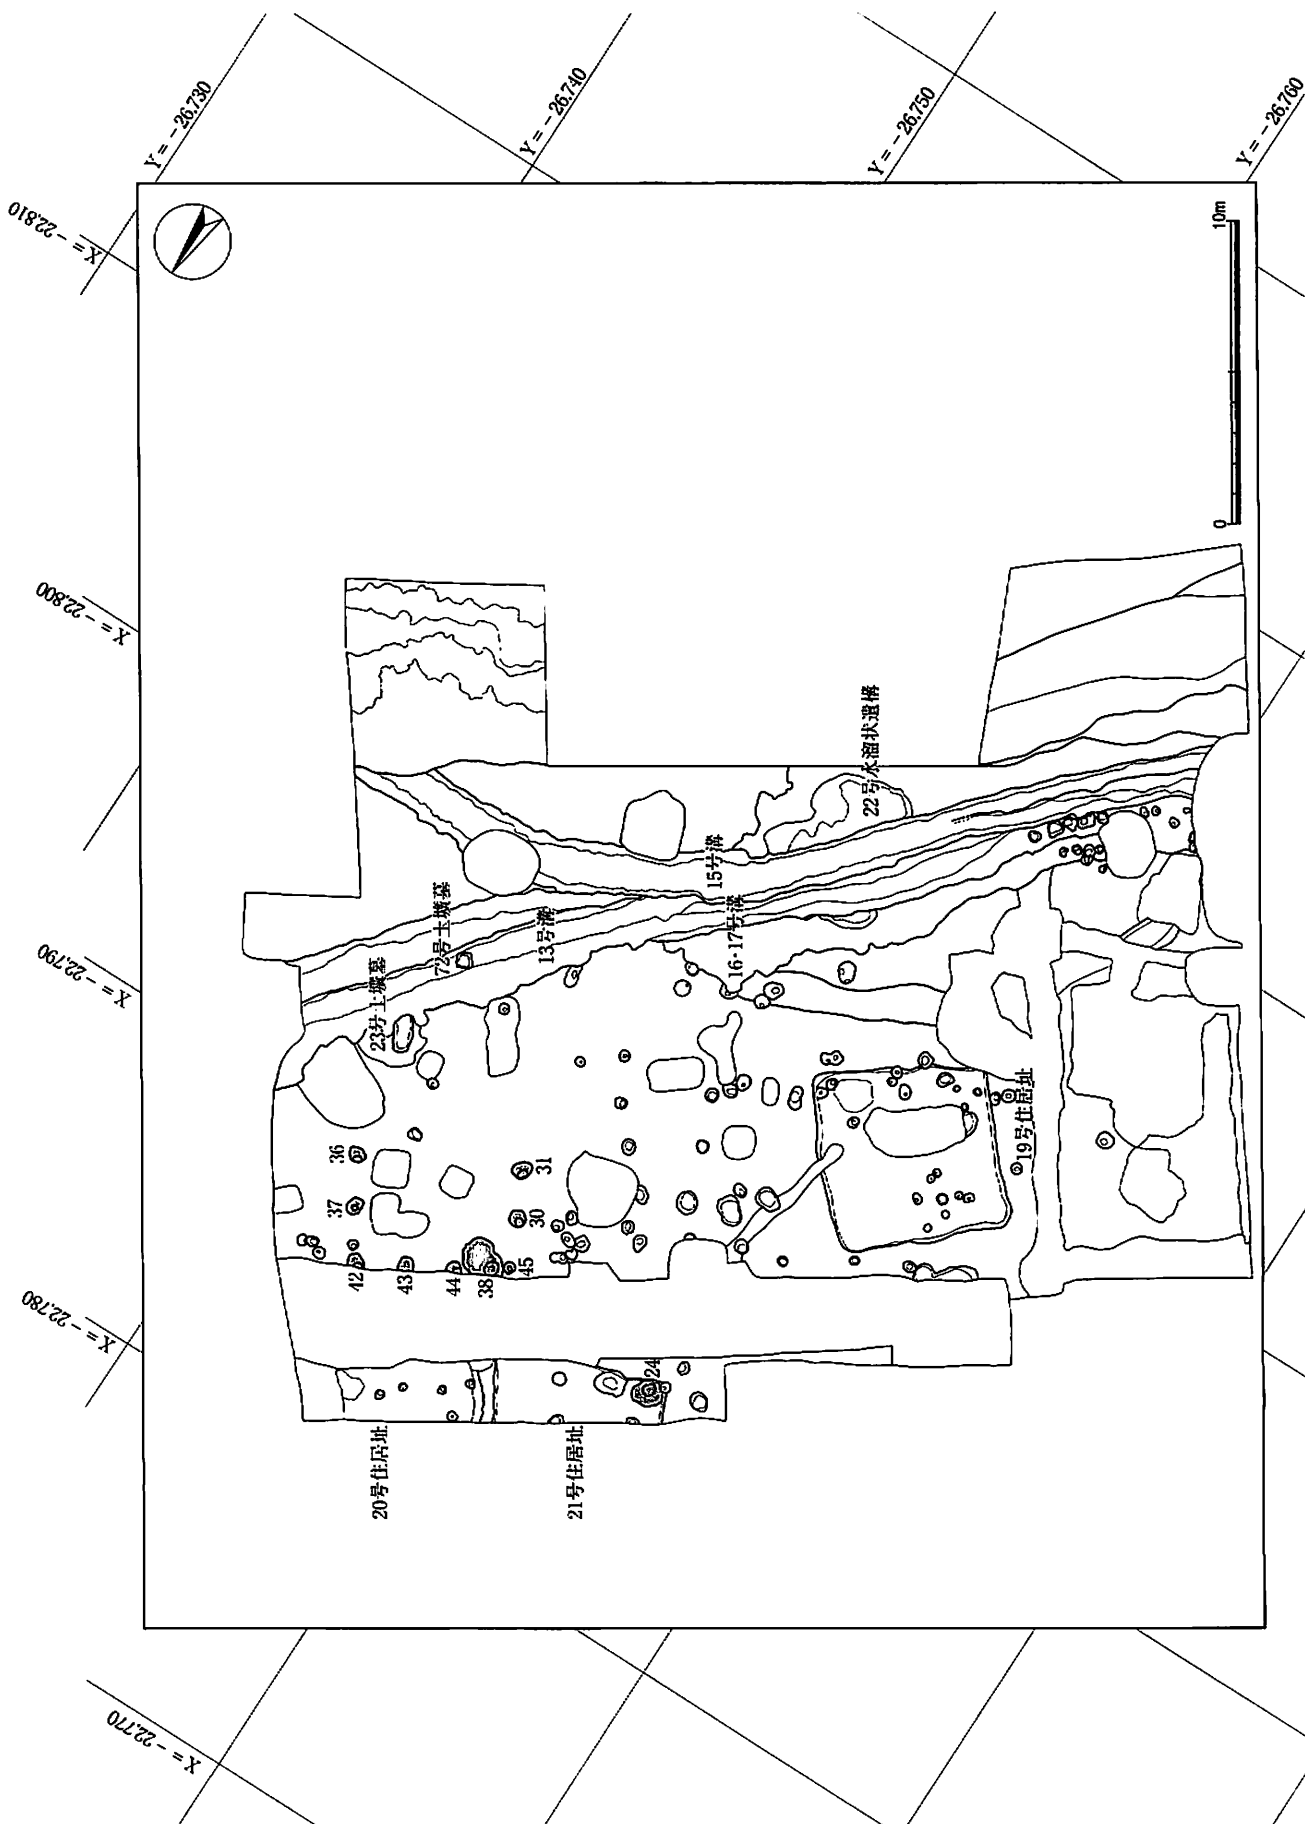 Y = - 26.730
Y = - 26.740
Y = - 26.750
Y = - 26.760
X = - 22.810
X = - 22.800
X = - 22.790
X = - 22.780
X = - 22.770
0
10m
22号水溜状遺構
15号溝
72号土壙墓
13号溝
16・17号溝
23号土壙墓
19号住居址
36
31
37
30
42
43
44
38
45
24
20号住居址
21号住居址